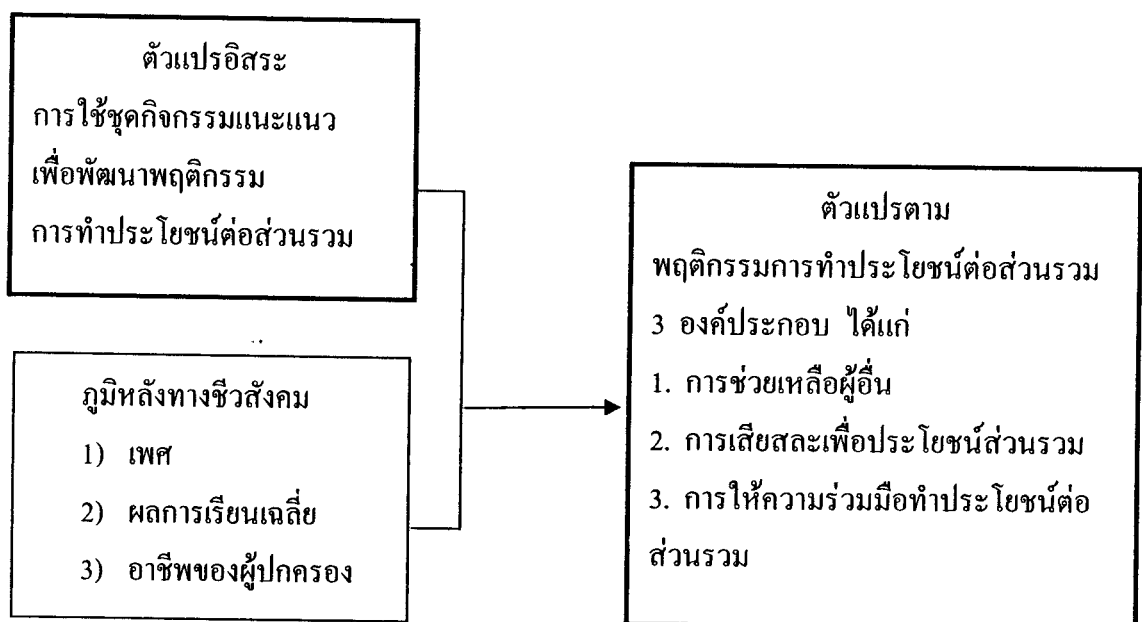 ตัวแปรอิสระ
การใช้ชุดกิจกรรมแนะแนว
เพื่อพัฒนาพฤติกรรม
การทำประโยชน์ต่อส่วนรวม
ภูมิหลังทางชีวสังคม
1) เพศ
2) ผลการเรียนเฉลี่ย
3) อาชีพของผู้ปกครอง
ตัวแปรตาม
พฤติกรรมการทำประโยชน์ต่อส่วนรวม
3 องค์ประกอบ ได้แก่
1. การช่วยเหลือผู้อื่น
2. การเสียสละเพื่อประโยชน์ส่วนรวม
3. การให้ความร่วมมือทำประโยชน์ต่อ
ส่วนรวม